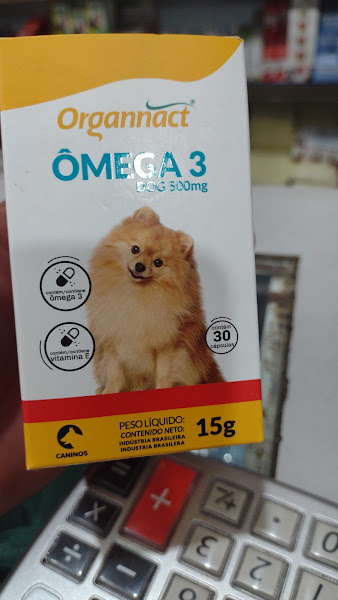 Organnact
ÔMEGA 3
DOG 500mg
contém/contiene
ômega 3
contém/contiene
vitamina E
contém
30
cápsulas
PESO LÍQUIDO:
CONTENIDO NETO:
INDÚSTRIA BRASILEIRA
INDUSTRIA BRASILERA
15g
CANINOS